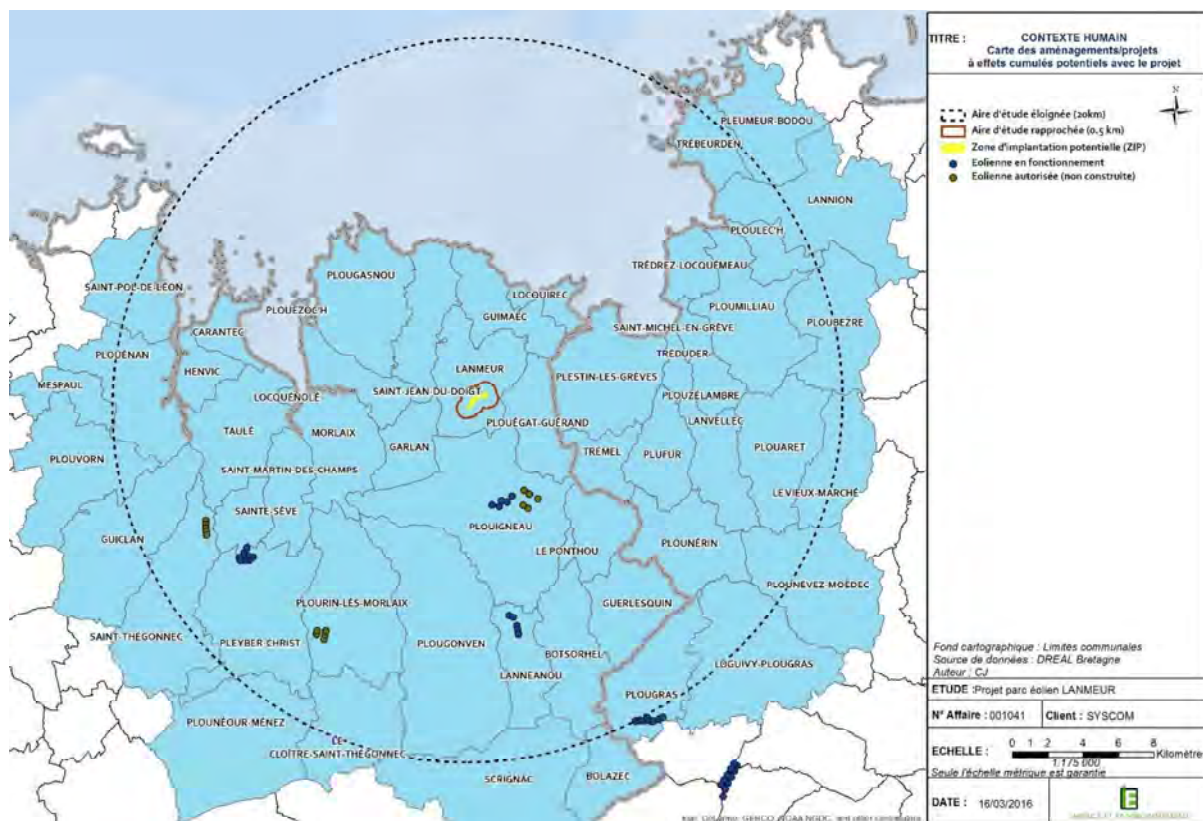 TITRE :
CONTEXTE HUMAIN
Carte des aménagements/projets
à effets cumulés potentiels avec le projet
N
Aire d'étude éloignée (20km)
Aire d'étude rapprochée (0.5 km)
Zone d'implantation potentielle (ZIP)
Eolienne en fonctionnement
Eolienne autorisée (non construite)
PLEUMEUR-BODOU
TRÉBEURDEN
LANNION
PLOULEC'H
TRÉDREZ-LOCQUÉMEAU
PLOUGASNOU
SAINT-POL-DE-LÉON
LOCQUIREC
PLOUÉZOC'H
PLOUMILLIAU
GUIMAËC
PLOUBEZRE
CARANTEC
SAINT-MICHEL-EN-GRÈVE
PLOUÉNAN
TRÉDUDER
HENVIC
LANMEUR
PLESTIN-LES-GRÈVES
MESPAUL
SAINT-JEAN-DU-DOIGT
LOCQUÉNOLÉ
PLOUZÉLAMBRE
PLOUÉGAT-GUÉRAND
LANVELLEC
TAULÉ
MORLAIX
GARLAN
TRÉMEL
PLUFUR
PLOUARET
PLOUVORN
SAINT-MARTIN-DES-CHAMPS
LE VIEUX-MARCHÉ
SAINTE-SÈVE
PLOUIGNEAU
GUICLAN
PLOUNÉRIN
LE PONTHOU
PLOUNÉVEZ-MOËDEC
PLOURIN-LÈS-MORLAIX
GUERLESQUIN
SAINT-THÉGONNEC
PLEYBER-CHRIST
PLOUGONVEN
BOTSORHEL
LANNÉANOU
LOGUIVY-PLOUGRAS
PLOUGRAS
PLOUNÉOUR-MÉNEZ
CLOÎTRE-SAINT-THÉGONNEC
SCRIGNAC
BOLAZEC
Fond cartographique : Limites communales
Source de données : DREAL Bretagne
Auteur : CJ
ETUDE :Projet parc éolien LANMEUR
N° Affaire : 001041
Client : SYSCOM
ECHELLE :
0 1 2 4 6 8
Kilomètre
1:175 000
Seule l'échelle métrique est garantie
DATE : 16/03/2016